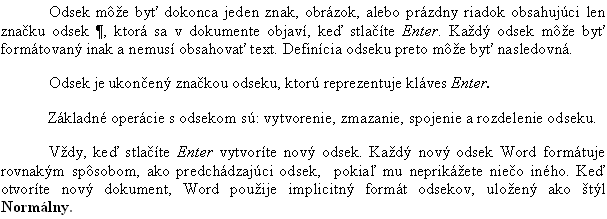 Odsek môže byť dokonca jeden znak, obrázok, alebo prázdny riadok obsahujúci len
značku odsek ¶, ktorá sa v dokumente objaví, keď stlačíte Enter. Každý odsek môže byť
formátovaný inak a nemusí obsahovať text. Definícia odseku preto môže byť nasledovná.
Odsek je ukončený značkou odseku, ktorú reprezentuje kláves Enter.
Základné operácie s odsekom sú: vytvorenie, zmazanie, spojenie a rozdelenie odseku.
Vždy, keď stlačíte Enter vytvoríte nový odsek. Každý nový odsek Word formátuje
rovnakým spôsobom, ako predchádzajúci odsek, pokiaľ mu neprikážete niečo iného. Keď
otvoríte nový dokument, Word použije implicitný formát odsekov, uložený ako štýl
Normálny.